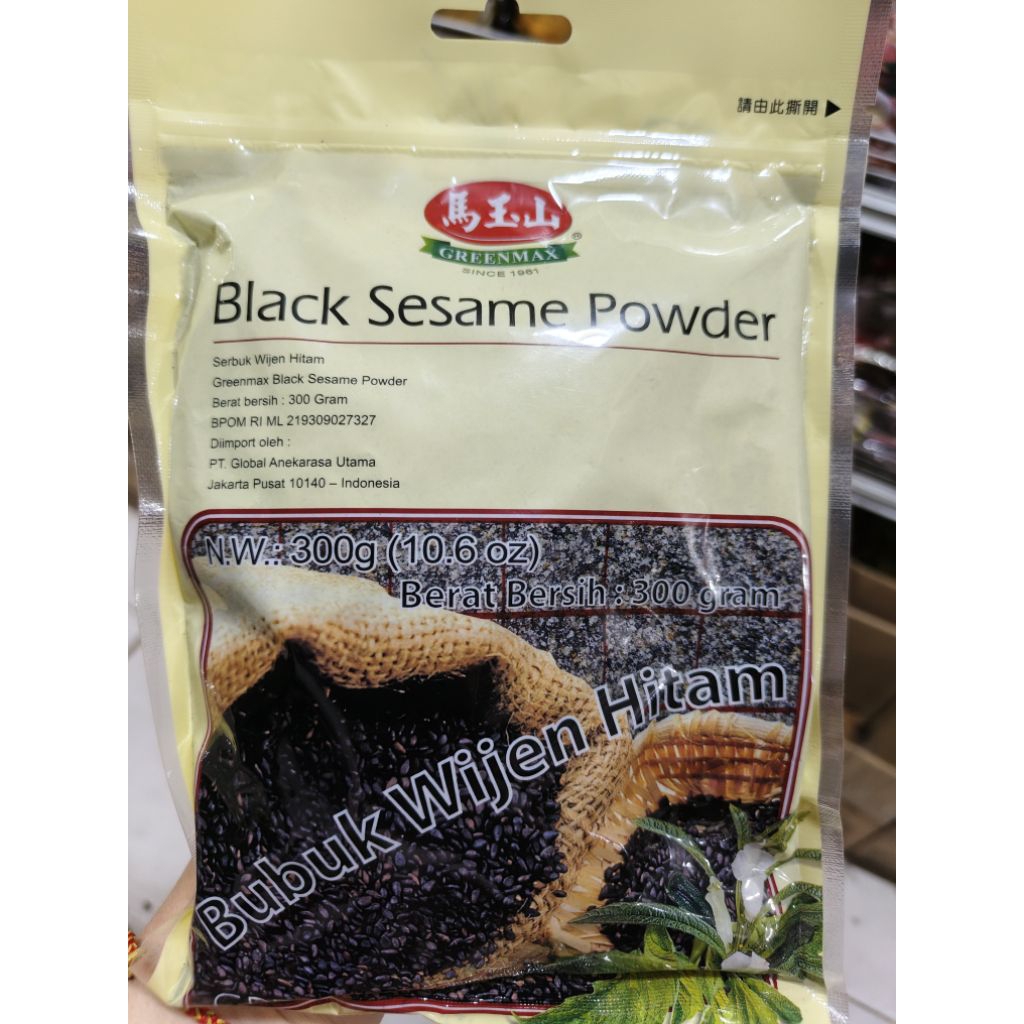 請由此撕開
馬玉山
®
GREENMAX
SINCE 1961
Black Sesame Powder
Serbuk Wijen Hitam
Greenmax Black Sesame Powder
Berat bersih : 300 Gram
BPOM RI ML 219309027327
Diimport oleh :
PT. Global Anekarasa Utama
Jakarta Pusat 10140 – Indonesia
N.W.: 300g (10.6 oz)
Berat Bersih : 300 gram
Bubuk Wijen Hitam